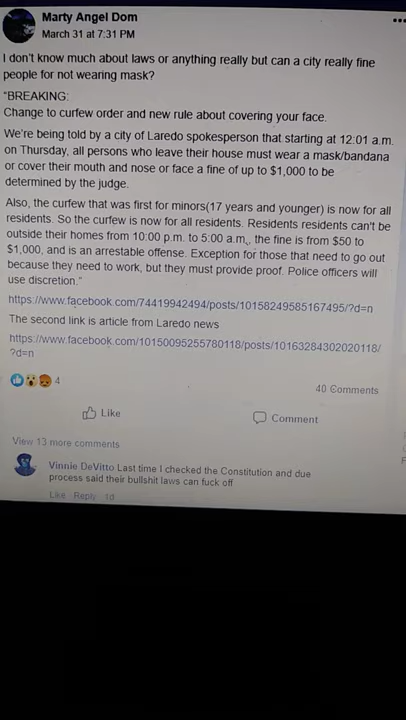 Marty Angel Dom
March 31 at 7:31 PM
I don't know much about laws or anything really but can a city really fine
people for not wearing mask?
"BREAKING:
Change to curfew order and new rule about covering your face.
We're being told by a city of Laredo spokesperson that starting at 12:01 a.m.
on Thursday, all persons who leave their house must wear a mask/bandana
or cover their mouth and nose or face a fine of up to $1,000 to be
determined by the judge.
Also, the curfew that was first for minors(17 years and younger) is now for all
residents. So the curfew is now for all residents. Residents residents can't be
outside their homes from 10:00 p.m. to 5:00 a.m., the fine is from $50 to
$1,000, and is an arrestable offense. Exception for those that need to go out
because they need to work, but they must provide proof. Police officers will
use discretion."
https://www.facebook.com/74419942494/posts/10158249585167495/?d=n
The second link is article from Laredo news
https://www.facebook.com/10150095255780118/posts/10163284302020118/
?d=n
4
40 Comments
Like
Comment
View 13 more comments
Vinnie DeVitto Last time I checked the Constitution and due
process said their bullshit laws can fuck off
Like Reply 1d